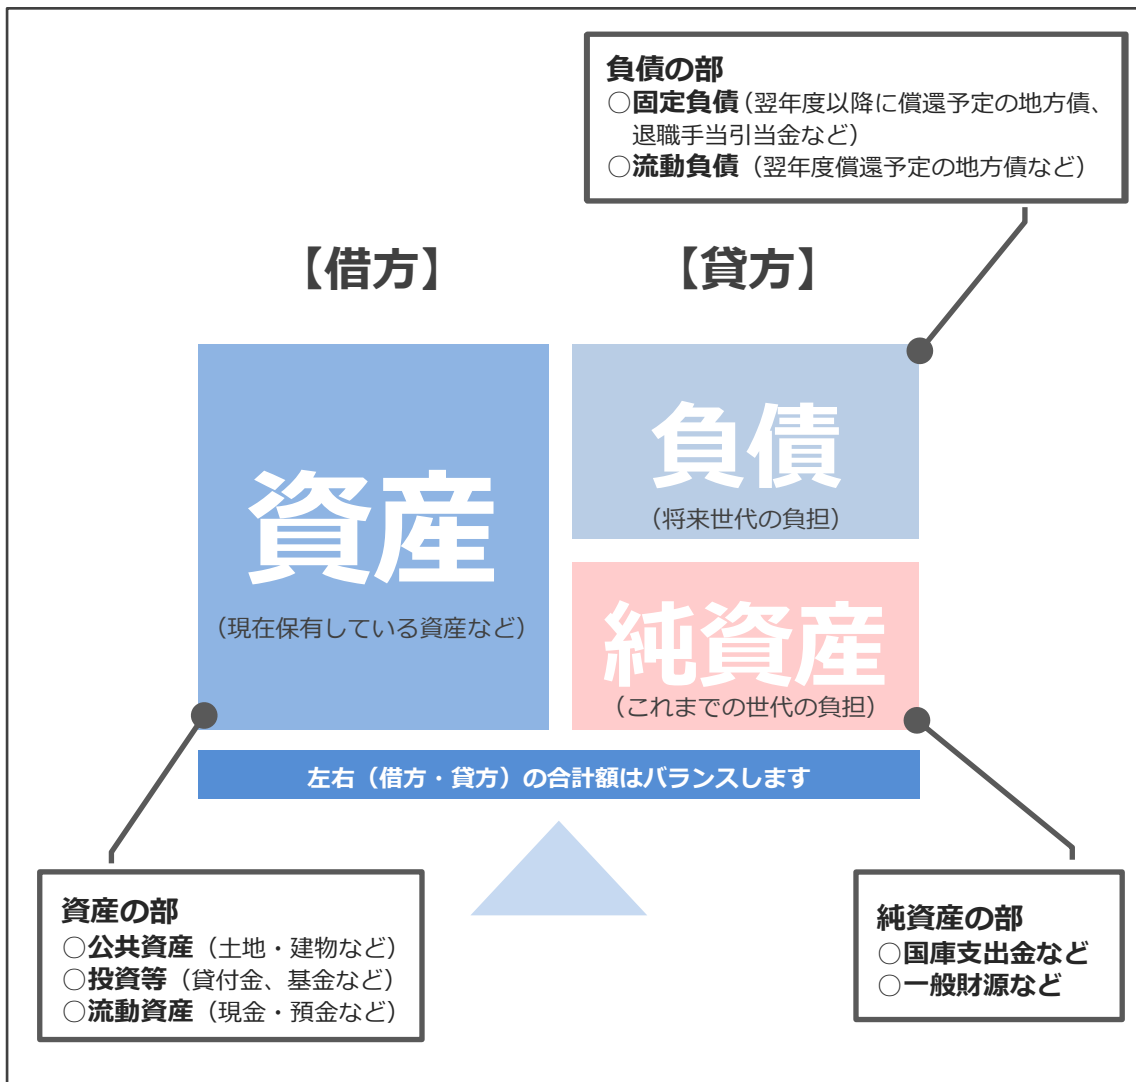 負債の部
○固定負債（翌年度以降に償還予定の地方債、
退職手当引当金など）
○流動負債（翌年度償還予定の地方債など）
【借方】
【貸方】
資産
（現在保有している資産など）
負債
（将来世代の負担）
純資産
（これまでの世代の負担）
左右（借方・貸方）の合計額はバランスします
資産の部
○公共資産（土地・建物など）
○投資等（貸付金、基金など）
○流動資産（現金・預金など）
純資産の部
○国庫支出金など
○一般財源など